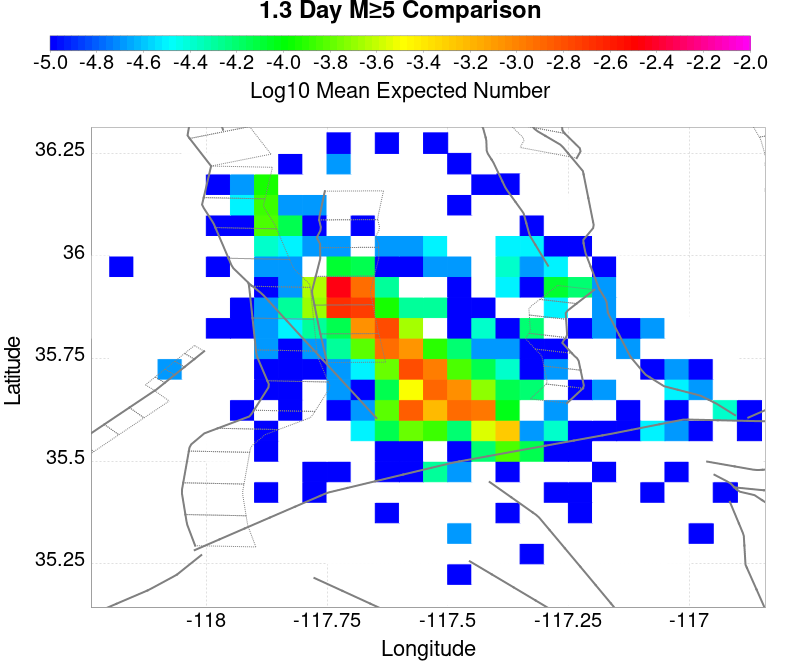 1.3 Day M≥5 Comparison
-5.0 -4.8 -4.6 -4.4 -4.2 -4.0 -3.8 -3.6 -3.4 -3.2 -3.0 -2.8 -2.6 -2.4 -2.2 -2.0
Log10 Mean Expected Number
36.25
36
35.75
35.5
35.25
Latitude
-118 -117.75 -117.5 -117.25 -117
Longitude